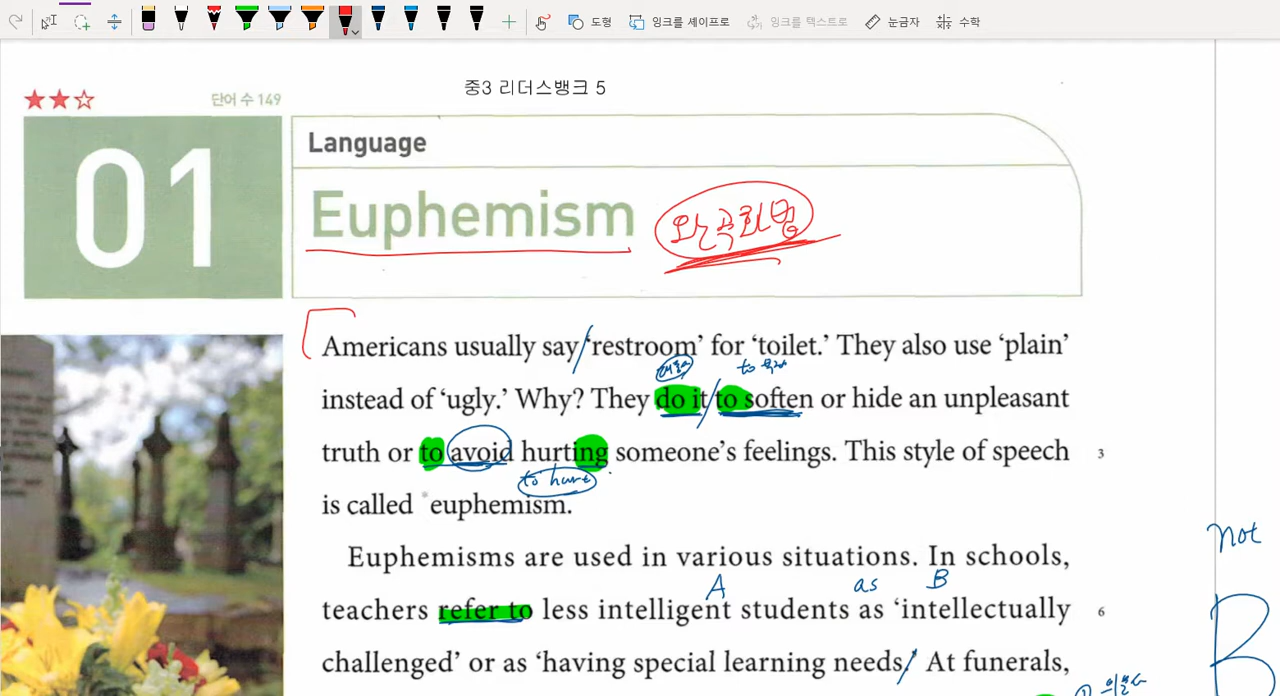 도형
잉크를 셰이프로
잉크를 텍스트로
눈금자
수학
중3 리더스뱅크 5
단어 수 149
01
Language
Euphemism
완곡화법
Americans usually say/‘restroom’ for ‘toilet.’ They also use ‘plain’
instead of ‘ugly.’ Why? They do it/to soften or hide an unpleasant
truth or to avoid hurting someone’s feelings. This style of speech
3
to hurt
is called euphemism.
not
Euphemisms are used in various situations. In schools,
A as B
teachers refer to less intelligent students as ‘intellectually
6
B
challenged’ or as ‘having special learning needs/’ At funerals,